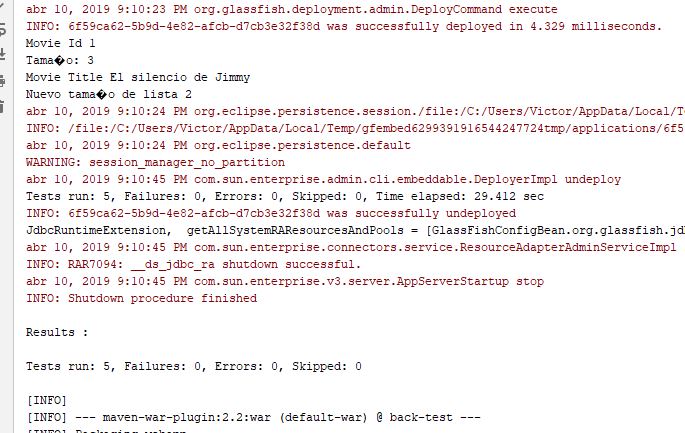 abr 10, 2019 9:10:23 PM org.glassfish.deployment.admin.DeployCommand execute
INFO: 6f59ca62-5b9d-4e82-afcb-d7cb3e32f38d was successfully deployed in 4.329 milliseconds.
Movie Id 1
Tama�o: 3
Movie Title El silencio de Jimmy
Nuevo tama�o de lista 2
abr 10, 2019 9:10:24 PM org.eclipse.persistence.session./file:/C:/Users/Victor/AppData/Local/T
INFO: /file:/C:/Users/Victor/AppData/Local/Temp/gfembed6299391916544247724tmp/applications/6f5
abr 10, 2019 9:10:24 PM org.eclipse.persistence.default
WARNING: session_manager_no_partition
abr 10, 2019 9:10:45 PM com.sun.enterprise.admin.cli.embeddable.DeployerImpl undeploy
Tests run: 5, Failures: 0, Errors: 0, Skipped: 0, Time elapsed: 29.412 sec
INFO: 6f59ca62-5b9d-4e82-afcb-d7cb3e32f38d was successfully undeployed
JdbcRuntimeExtension,  getAllSystemRAResourcesAndPools = [GlassFishConfigBean.org.glassfish.jd
abr 10, 2019 9:10:45 PM com.sun.enterprise.connectors.service.ResourceAdapterAdminServiceImpl
INFO: RAR7094: __ds_jdbc_ra shutdown successful.
abr 10, 2019 9:10:45 PM com.sun.enterprise.v3.server.AppServerStartup stop
INFO: Shutdown procedure finished
Results :
Tests run: 5, Failures: 0, Errors: 0, Skipped: 0
[INFO]
[INFO] --- maven-war-plugin:2.2:war (default-war) @ back-test ---
[INFO] Packaging webapp